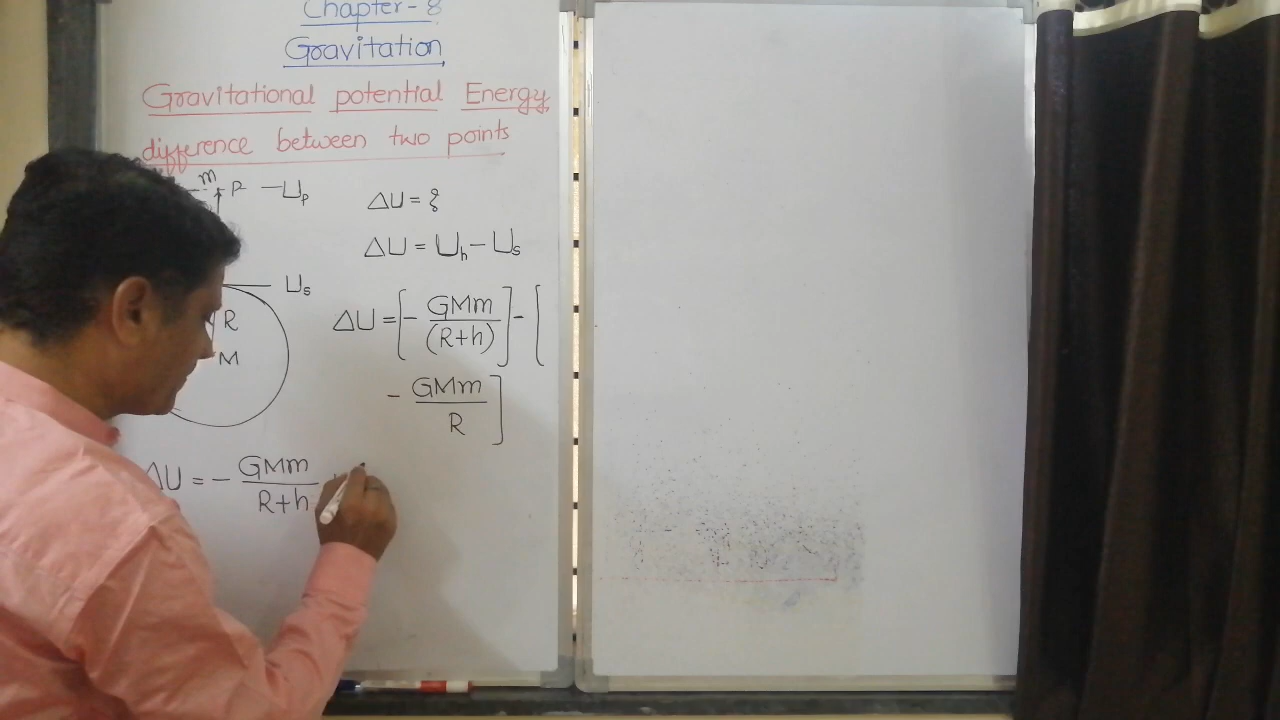 Chapter - 8
Gravitation
Gravitational potential Energy
difference between two points
m P -Up
ΔU = ?
ΔU = Uh - Us
Us
R
M
ΔU = [- GMm/(R+h)] - [
- GMm/R]
ΔU = - GMm/R+h +